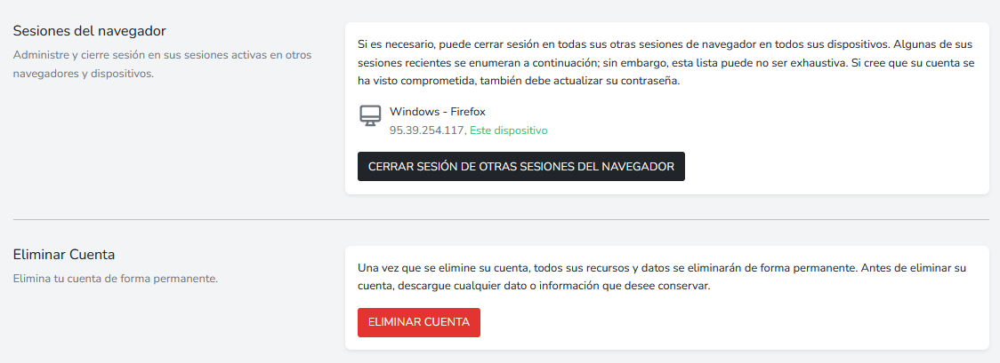 Sesiones del navegador
Administre y cierre sesión en sus sesiones activas en otros
navegadores y dispositivos.
Si es necesario, puede cerrar sesión en todas sus otras sesiones de navegador en todos sus dispositivos. Algunas de sus
sesiones recientes se enumeran a continuación; sin embargo, esta lista puede no ser exhaustiva. Si cree que su cuenta se
ha visto comprometida, también debe actualizar su contraseña.
Windows - Firefox
95.39.254.117, Este dispositivo
CERRAR SESIÓN DE OTRAS SESIONES DEL NAVEGADOR
Eliminar Cuenta
Elimina tu cuenta de forma permanente.
Una vez que se elimine su cuenta, todos sus recursos y datos se eliminarán de forma permanente. Antes de eliminar su
cuenta, descargue cualquier dato o información que desee conservar.
ELIMINAR CUENTA